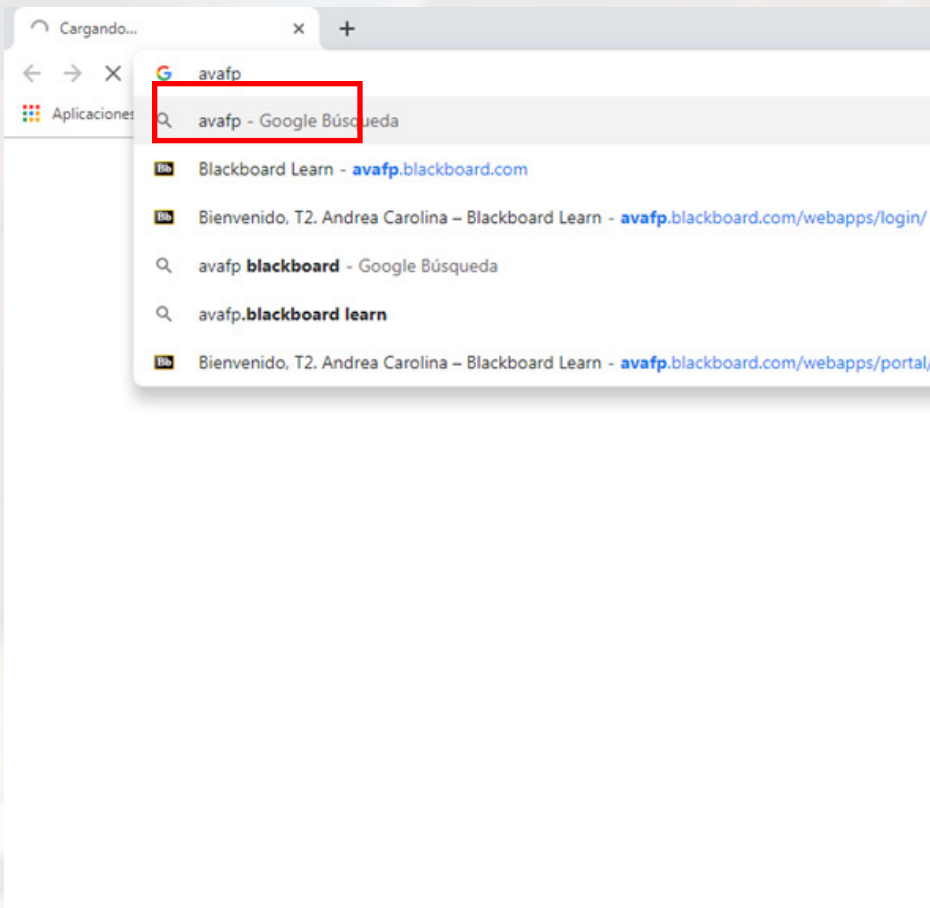 Cargando...
avafp
Aplicaciones
avafp - Google Búsqueda
Blackboard Learn - avafp.blackboard.com
Bienvenido, T2. Andrea Carolina – Blackboard Learn - avafp.blackboard.com/webapps/login/
avafp blackboard - Google Búsqueda
avafp.blackboard learn
Bienvenido, T2. Andrea Carolina – Blackboard Learn - avafp.blackboard.com/webapps/portal/